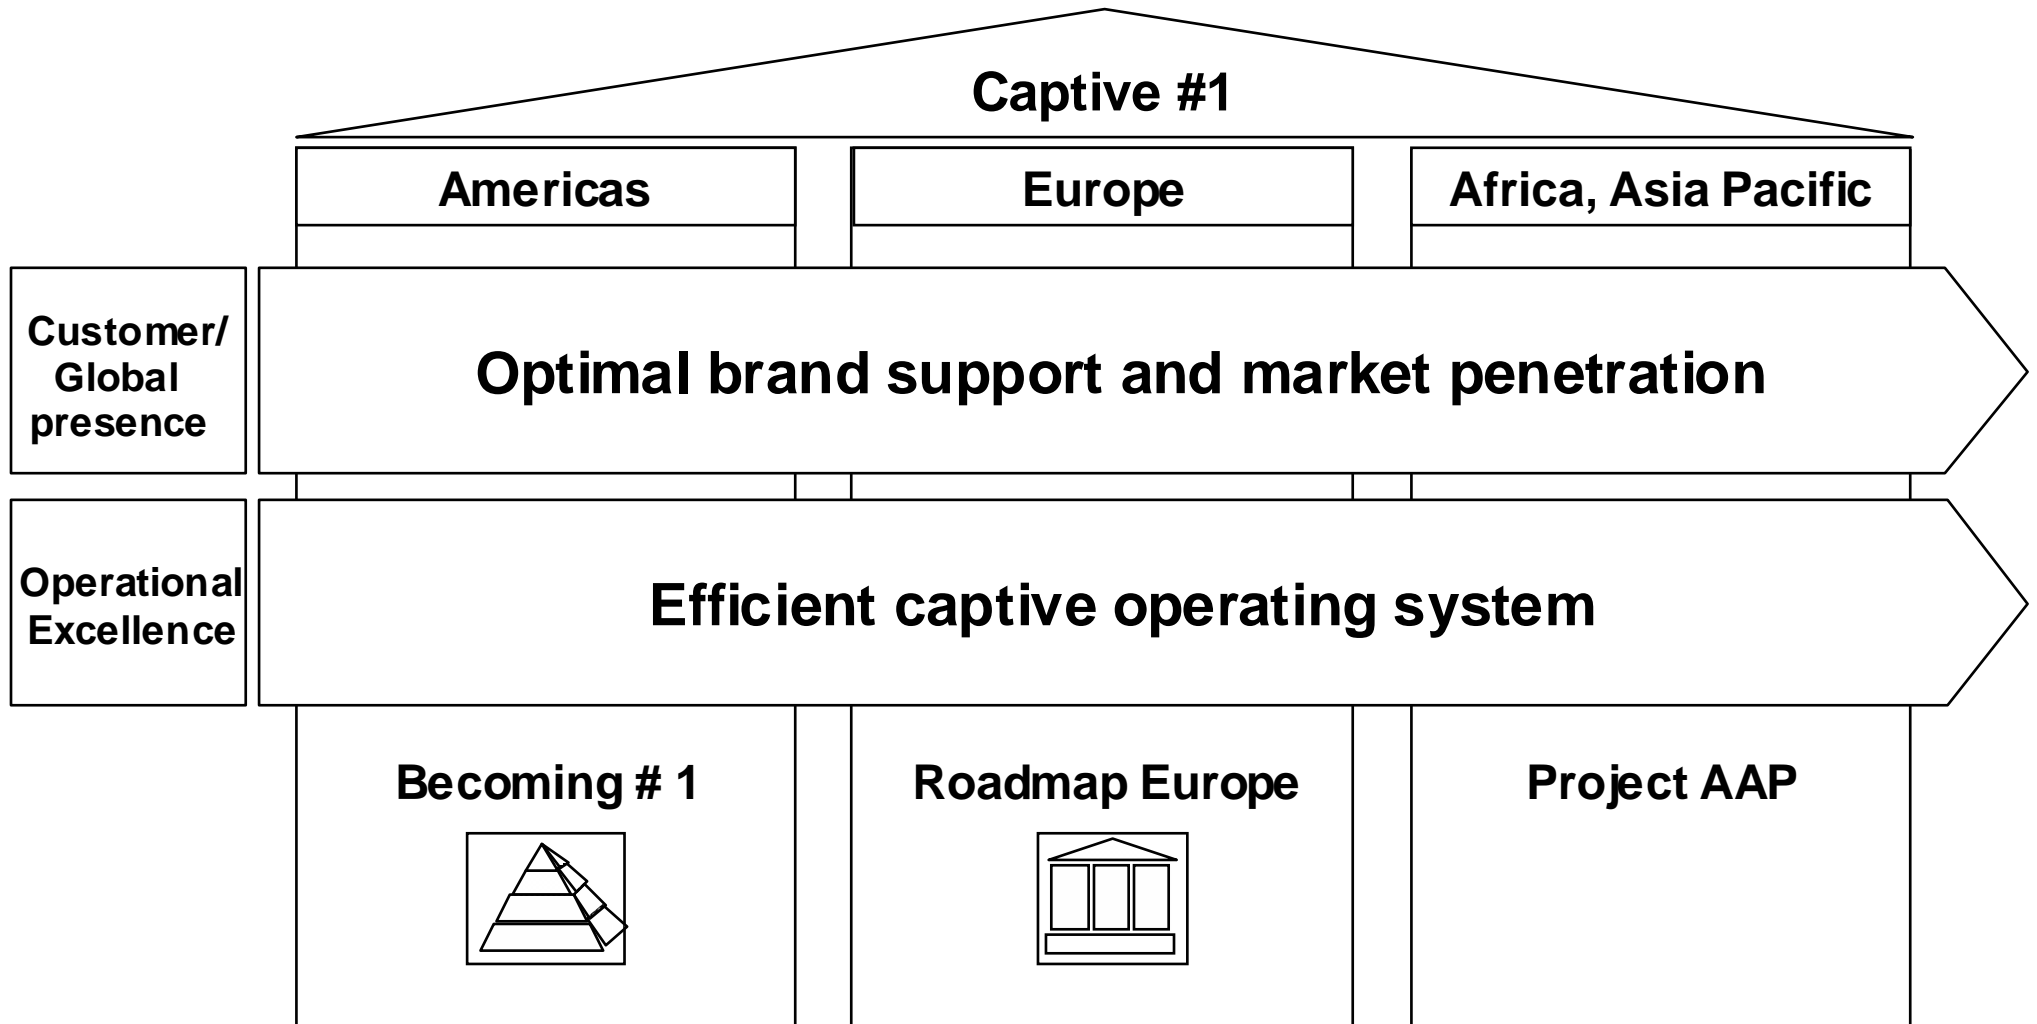 Captive #1
Americas
Europe
Africa, Asia Pacific
Customer/
Global
presence
Optimal brand support and market penetration
Operational
Excellence
Efficient captive operating system
Becoming # 1
Roadmap Europe
Project AAP